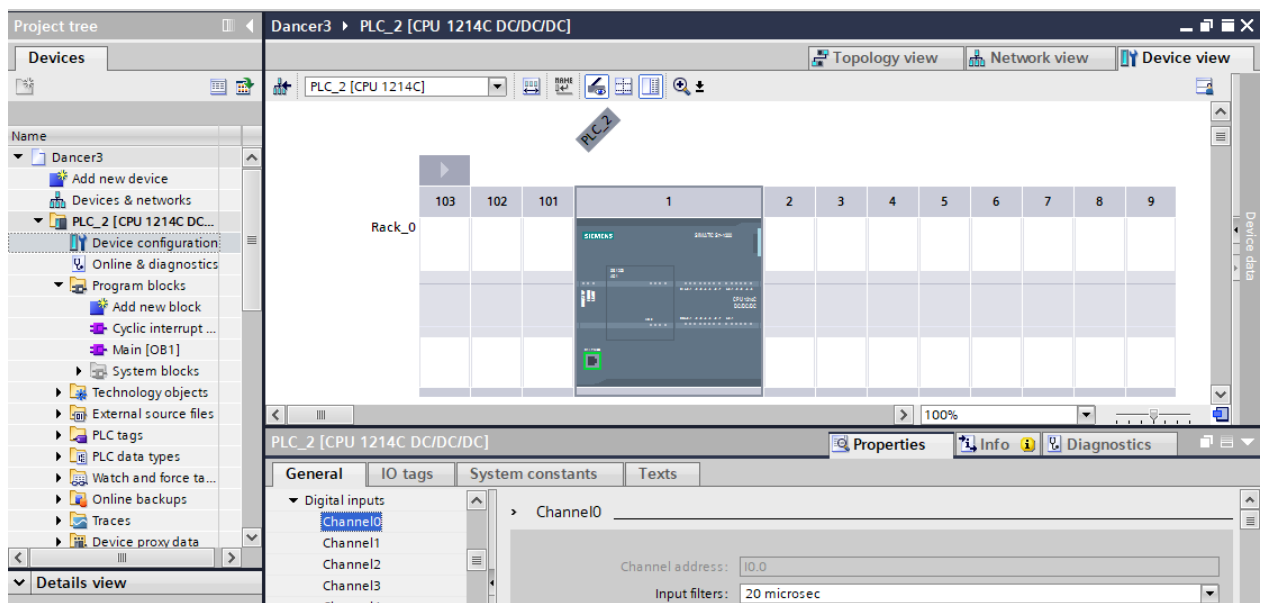 Project tree
Dancer3 PLC_2 [CPU 1214C DC/DC/DC]
Devices
Topology view Network view Device view
PLC_2 [CPU 1214C]
NAME
PLC_2
Name
Dancer3
Add new device
Devices & networks
PLC_2 [CPU 1214C DC...
Device configuration
Online & diagnostics
Program blocks
Add new block
Cyclic interrupt ...
Main [OB1]
System blocks
Technology objects
External source files
PLC tags
PLC data types
Watch and force ta...
Online backups
Traces
Device proxy data
Details view
103 102 101 1 2 3 4 5 6 7 8 9
Rack_0
SIEMENS
Device data
100%
PLC_2 [CPU 1214C DC/DC/DC]
Properties Info Diagnostics
General IO tags System constants Texts
Digital inputs
Channel0
Channel1
Channel2
Channel3
Channel0
Channel address: I0.0
Input filters: 20 microsec